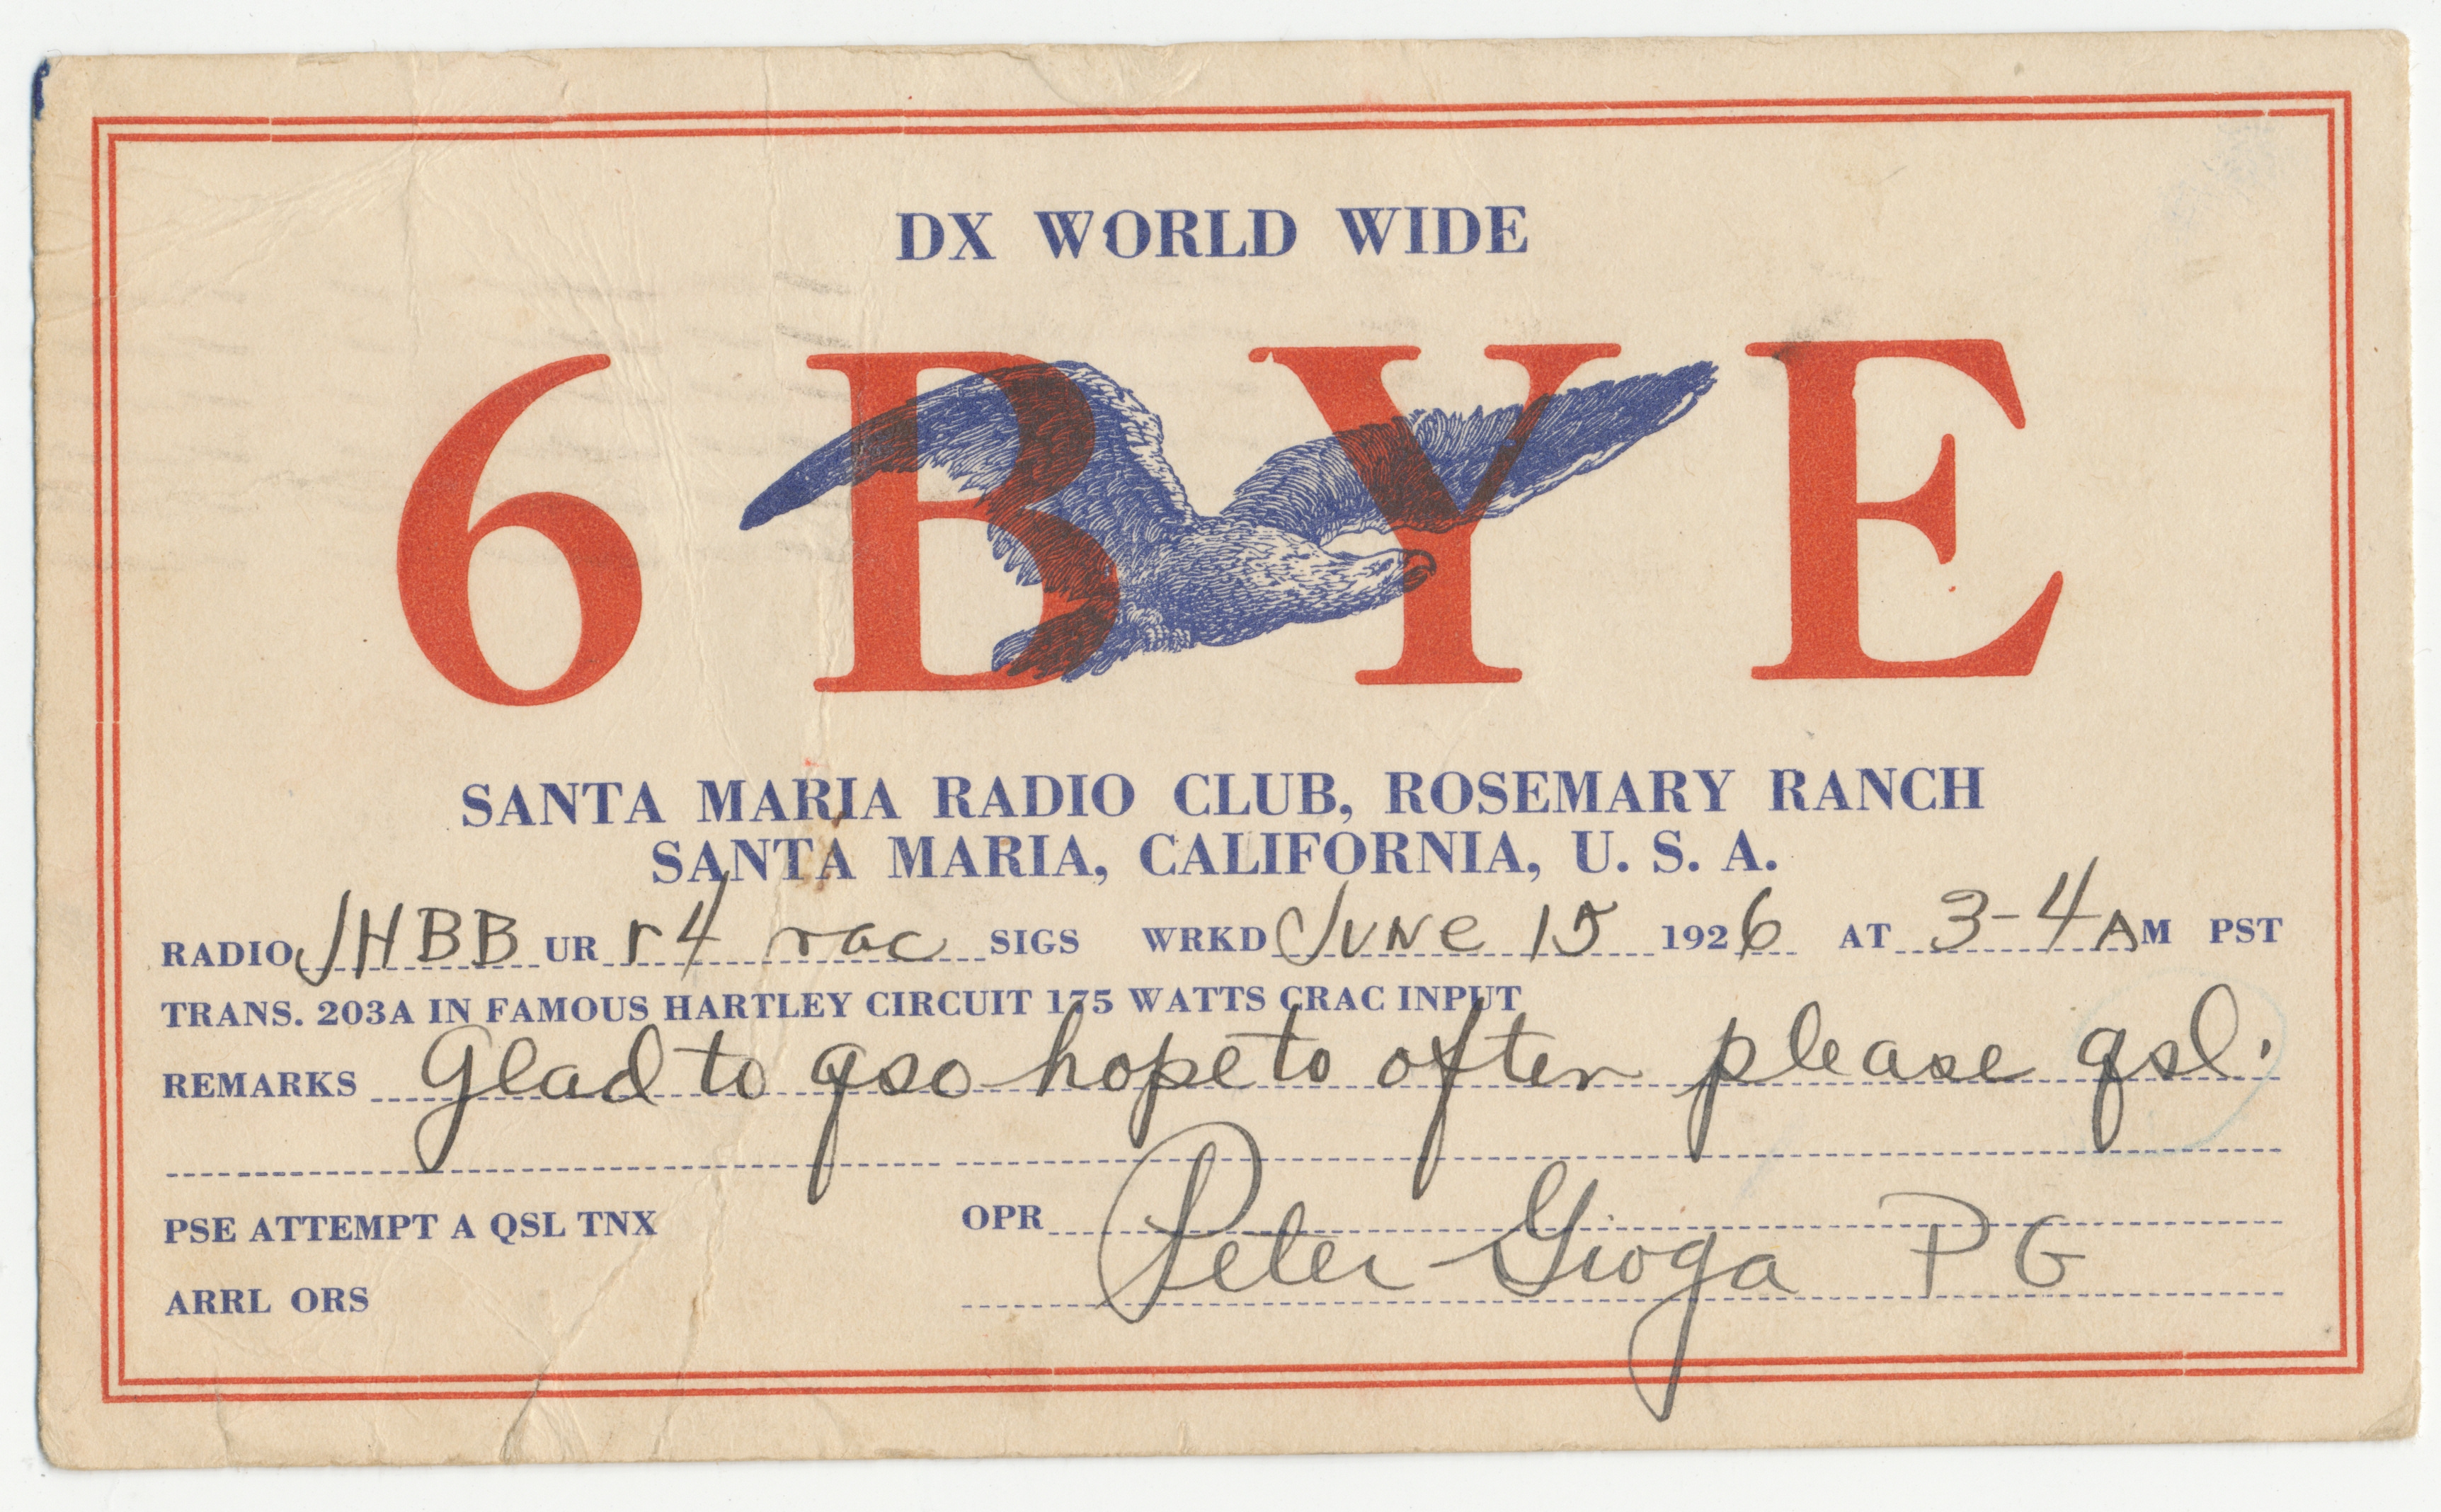 DX WORLD WIDE
6 B Y E
SANTA MARIA RADIO CLUB, ROSEMARY RANCH
SANTA MARIA, CALIFORNIA, U. S. A.
RADIO JHBB UR r4 rac SIGS WRKD June 15 1926 AT 3-4 AM PST
TRANS. 203A IN FAMOUS HARTLEY CIRCUIT 175 WATTS CRAC INPUT
REMARKS Glad to qso hope to often please qsl.
PSE ATTEMPT A QSL TNX OPR Peter Gioga PG
ARRL ORS